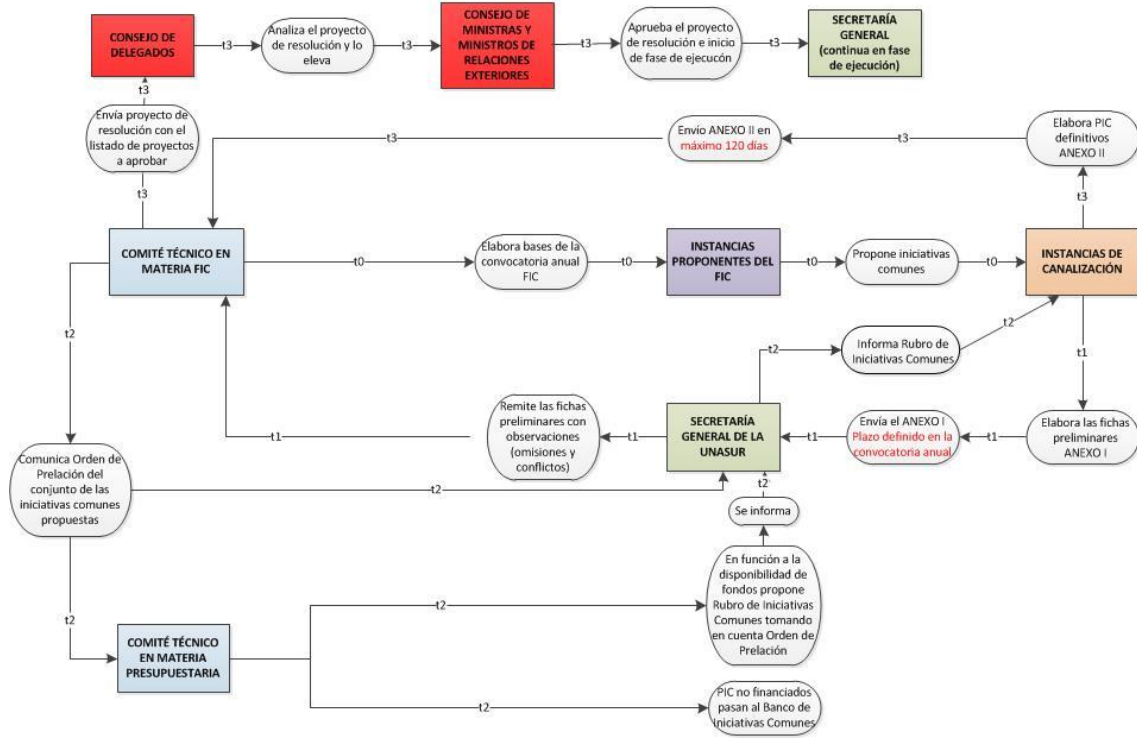 CONSEJO DE
DELEGADOS
t3
Analiza el proyecto
de resolución y lo
eleva
t3
CONSEJO DE
MINISTRAS Y
MINISTROS DE
RELACIONES
EXTERIORES
t3
Aprueba el proyecto
de resolución e inicio
de fase de ejecucón
t3
SECRETARÍA
GENERAL
(continua en fase
de ejecución)
t3
Envía proyecto de
resolución con el
listado de proyectos
a aprobar
t3
t3
Envío ANEXO II en
máximo 120 días
t3
Elabora PIC
definitivos
ANEXO II
t3
COMITÉ TÉCNICO EN
MATERIA FIC
t0
Elabora bases de la
convocatoria anual
FIC
t0
INSTANCIAS
PROPONENTES DEL
FIC
t0
Propone iniciativas
comunes
t0
INSTANCIAS DE
CANALIZACIÓN
t2
t2
Informa Rubro de
Iniciativas Comunes
t2
t1
t1
Remite las fichas
preliminares con
observaciones
(omisiones y
conflictos)
t1
SECRETARÍA
GENERAL DE LA
UNASUR
t1
Envía el ANEXO I
Plazo definido en la
convocatoria anual
t1
Elabora las fichas
preliminares
ANEXO I
Comunica Orden de
Prelación del
conjunto de las
iniciativas comunes
propuestas
t2
t2
Se informa
t2
En función a la
disponibilidad de
fondos propone
Rubro de Iniciativas
Comunes tomando
en cuenta Orden de
Prelación
t2
COMITÉ TÉCNICO
EN MATERIA
PRESUPUESTARIA
t2
PIC no financiados
pasan al Banco de
Iniciativas Comunes